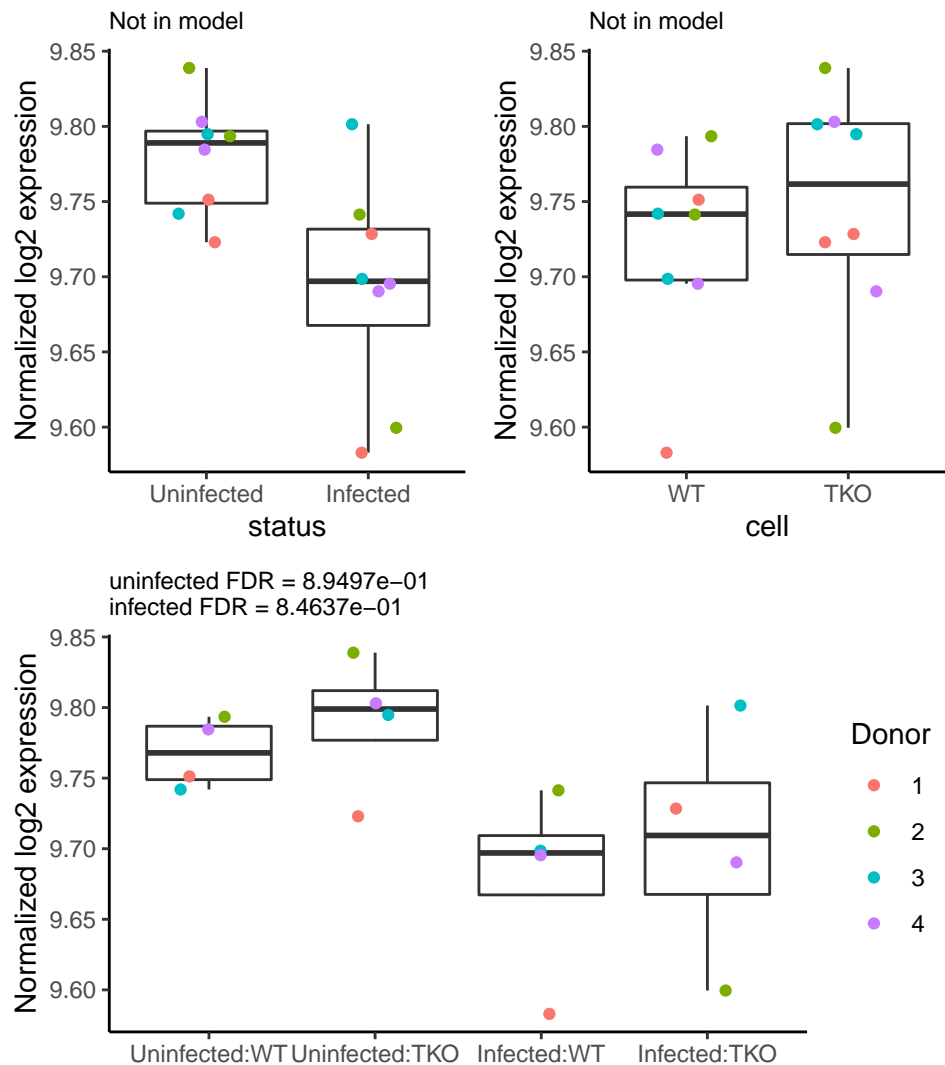 Not in model
Normalized log2 expression
9.85
9.80
9.75
9.70
9.65
9.60
Uninfected
Infected
status
Not in model
Normalized log2 expression
9.85
9.80
9.75
9.70
9.65
9.60
WT
TKO
cell
uninfected FDR = 8.9497e−01
infected FDR = 8.4637e−01
Normalized log2 expression
9.85
9.80
9.75
9.70
9.65
9.60
Uninfected:WT
Uninfected:TKO
Infected:WT
Infected:TKO
Donor
1
2
3
4